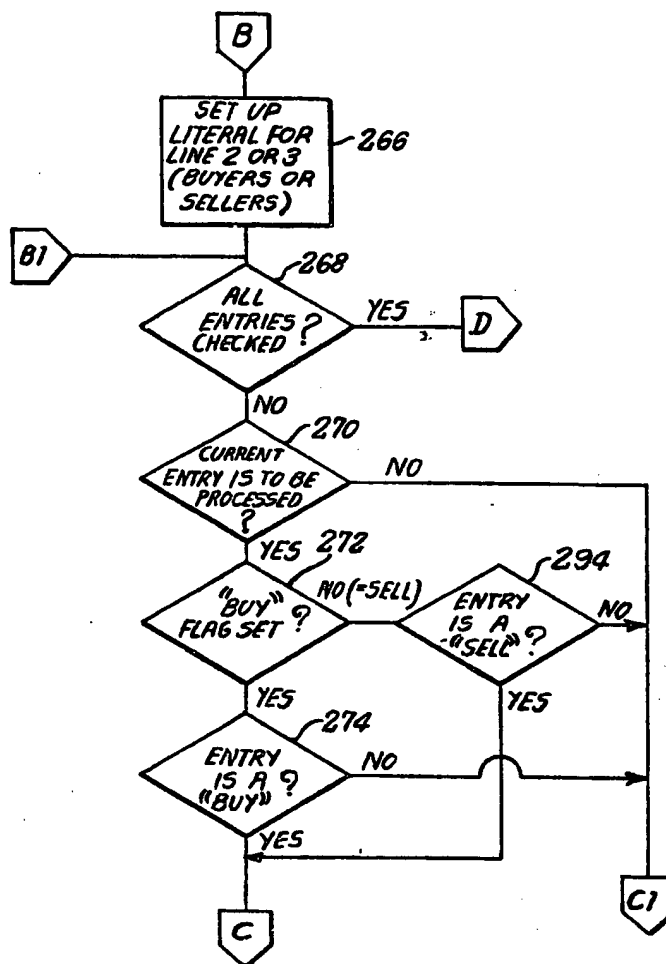 B
SET UP
LITERAL FOR
LINE 2 OR 3
(BUYERS OR
SELLERS)
266
B1
268
ALL
ENTRIES
CHECKED ?
YES
D
NO
270
CURRENT
ENTRY IS TO BE
PROCESSED
?
NO
YES
272
"BUY"
FLAG SET ?
NO (=SELL)
294
ENTRY
IS A
"SELL" ?
NO
YES
YES
274
ENTRY
IS A
"BUY" ?
NO
YES
C
C1